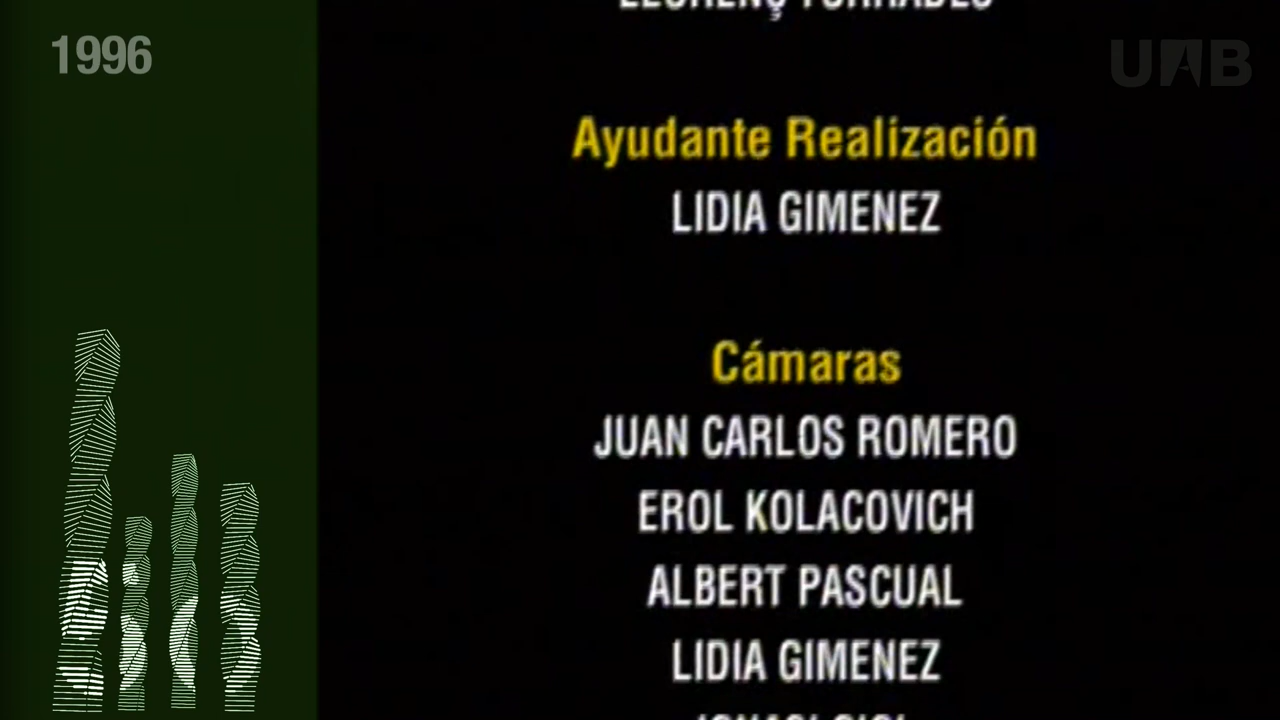 1996
UAB
Ayudante Realización
LIDIA GIMENEZ
Cámaras
JUAN CARLOS ROMERO
EROL KOLACOVICH
ALBERT PASCUAL
LIDIA GIMENEZ